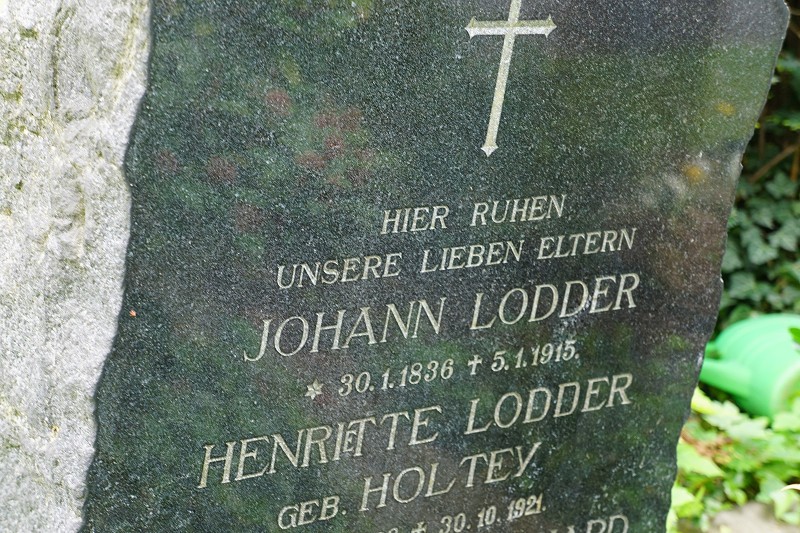 HIER RUHEN
UNSERE LIEBEN ELTERN
JOHANN LODDER
* 30.1.1836 ✝ 5.1.1915.
HENRIETTE LODDER
GEB. HOLTEY
✝ 30.10.1921.